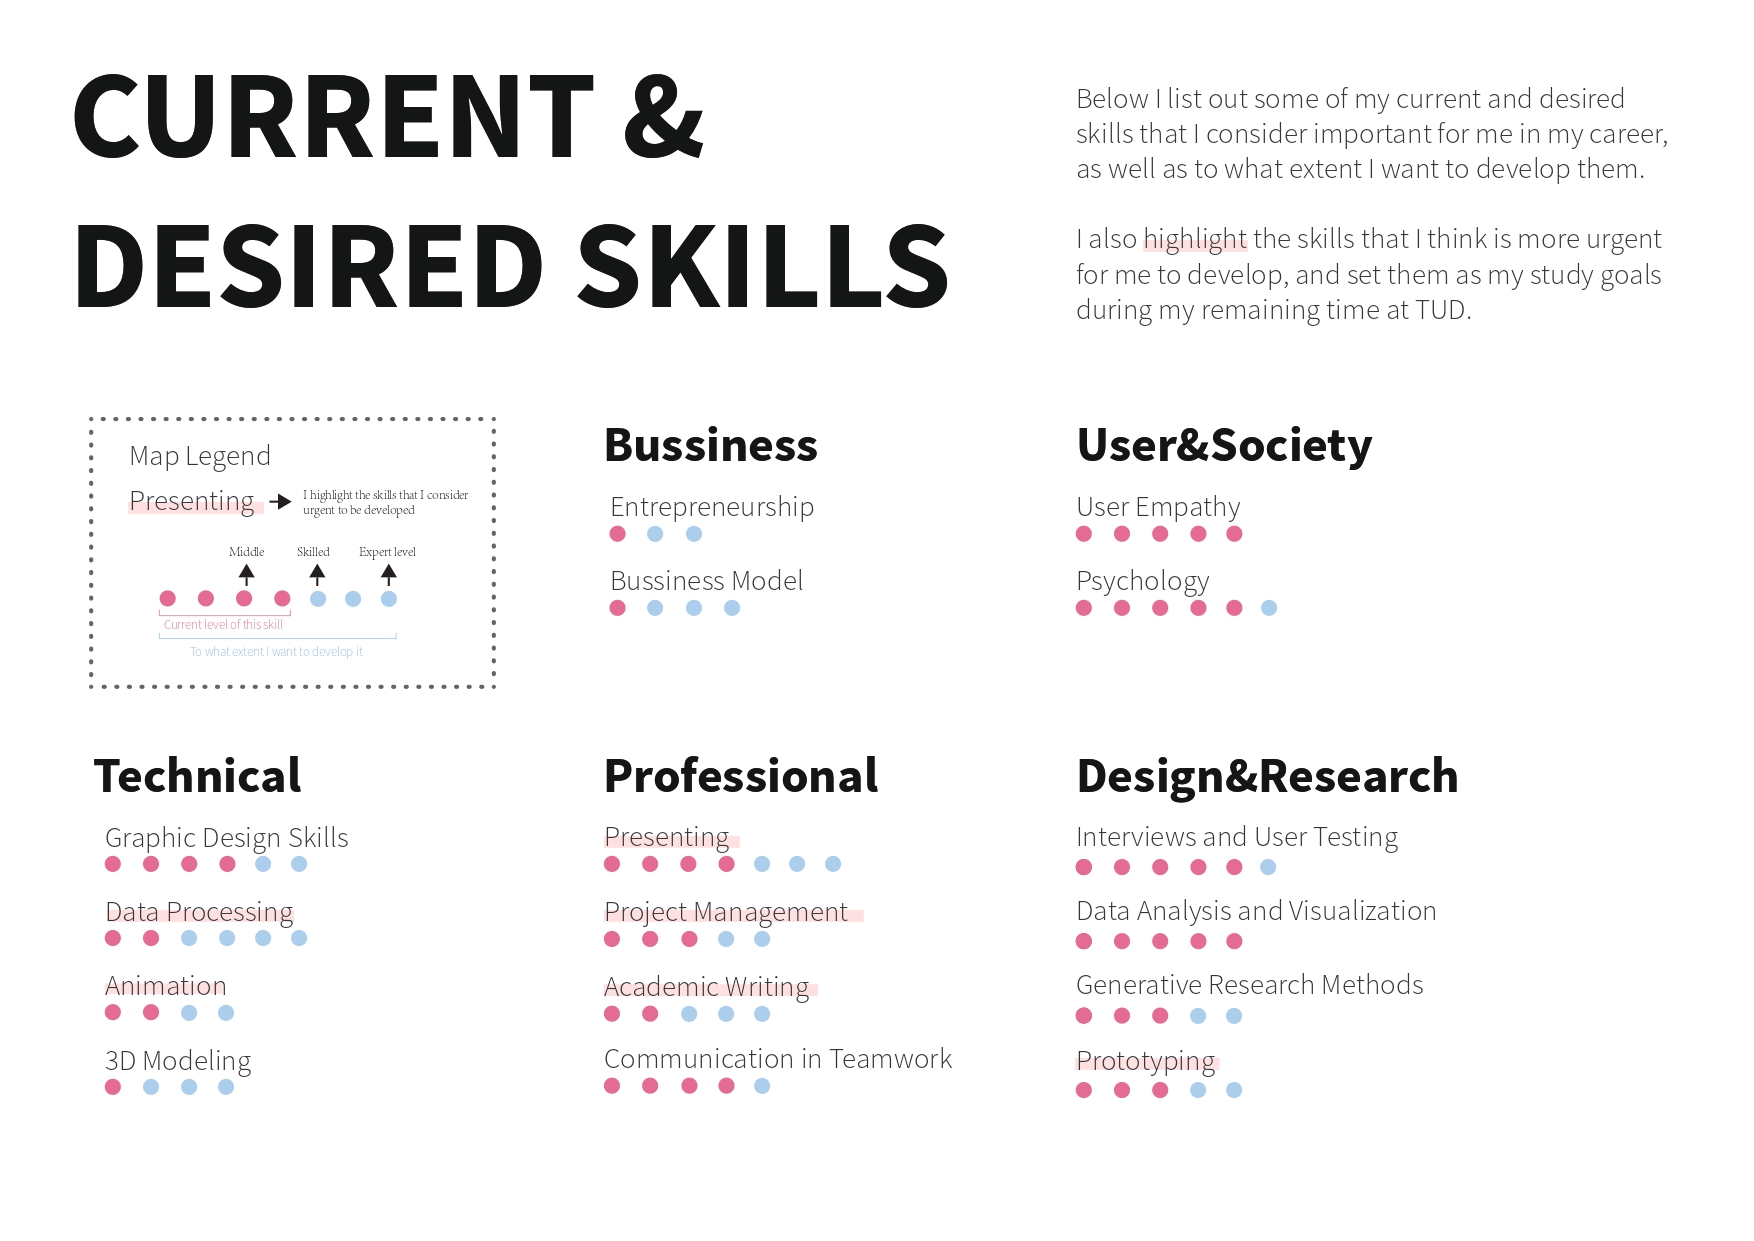 CURRENT &
DESIRED SKILLS
Below I list out some of my current and desired
skills that I consider important for me in my career,
as well as to what extent I want to develop them.
I also highlight the skills that I think is more urgent
for me to develop, and set them as my study goals
during my remaining time at TUD.
Map Legend
Presenting
I highlight the skills that I consider
urgent to be developed
Middle
Skilled
Expert level
Current level of this skill
To what extent I want to develop it
Bussiness
Entrepreneurship
Bussiness Model
User&Society
User Empathy
Psychology
Technical
Graphic Design Skills
Data Processing
Animation
3D Modeling
Professional
Presenting
Project Management
Academic Writing
Communication in Teamwork
Design&Research
Interviews and User Testing
Data Analysis and Visualization
Generative Research Methods
Prototyping